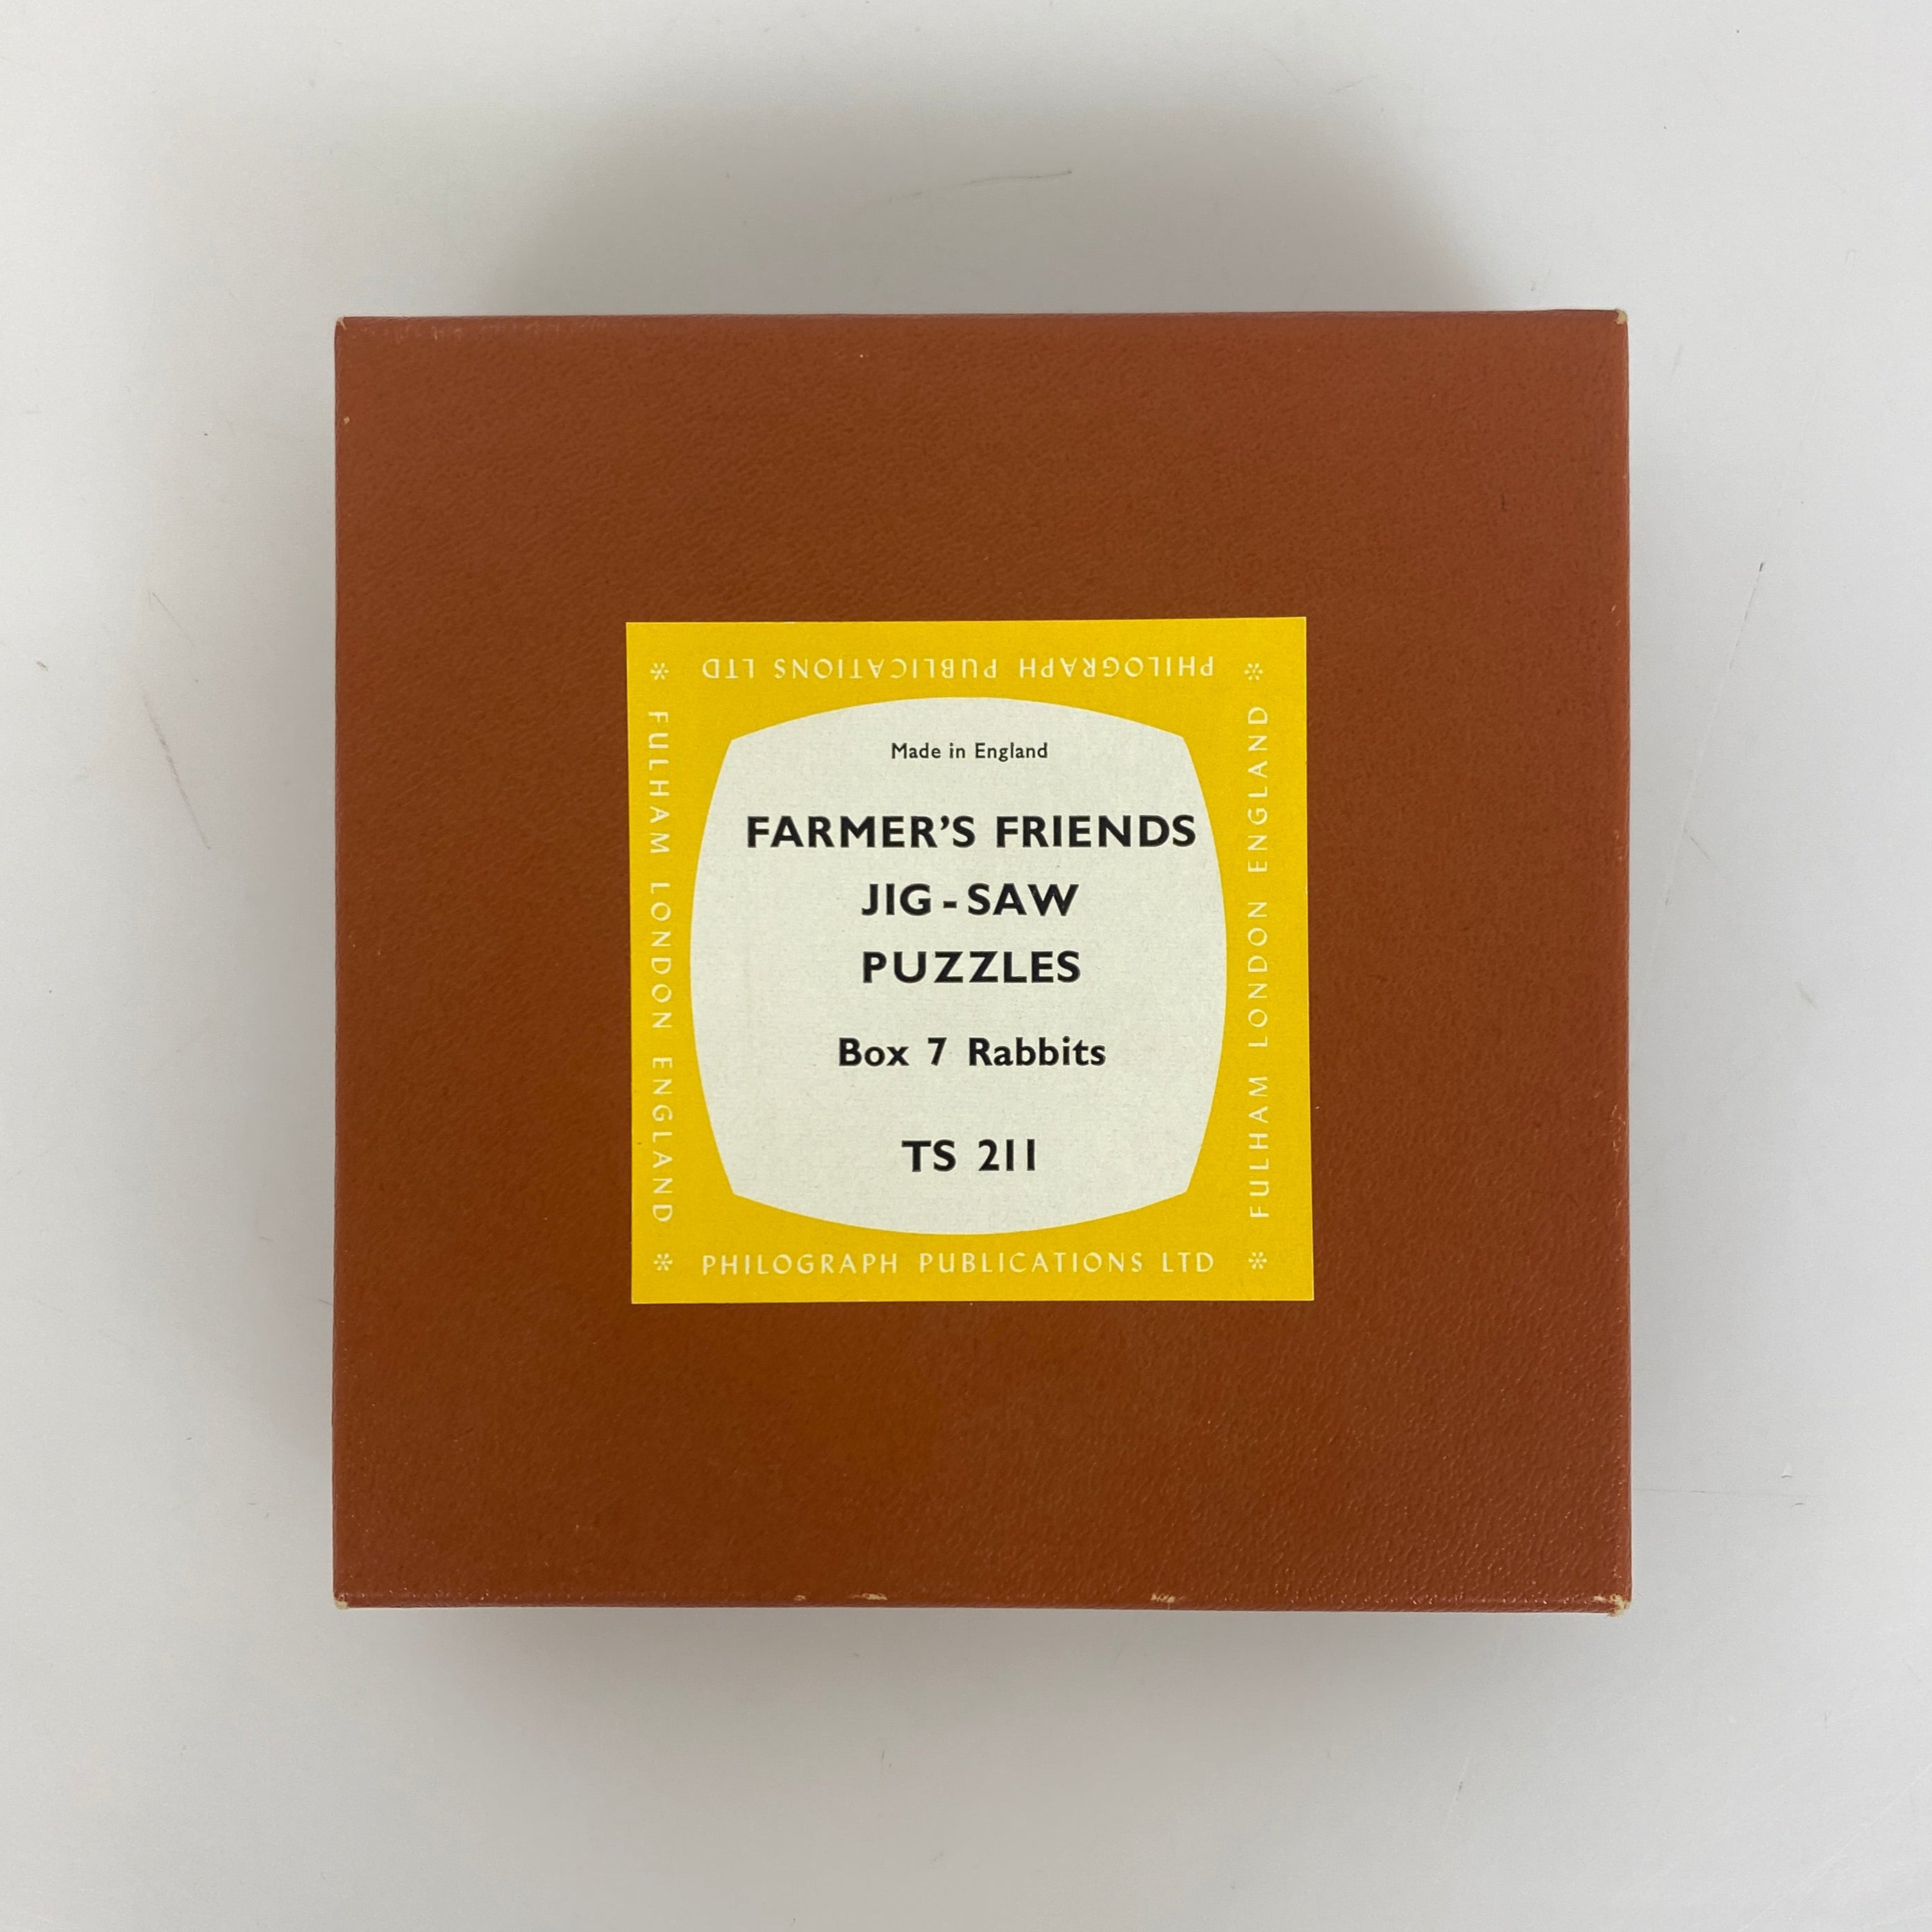 PHILOGRAPH PUBLICATIONS LTD
FULHAM LONDON ENGLAND
Made in England
FARMER'S FRIENDS
JIG-SAW
PUZZLES
Box 7 Rabbits
TS 211
FULHAM LONDON ENGLAND
PHILOGRAPH PUBLICATIONS LTD